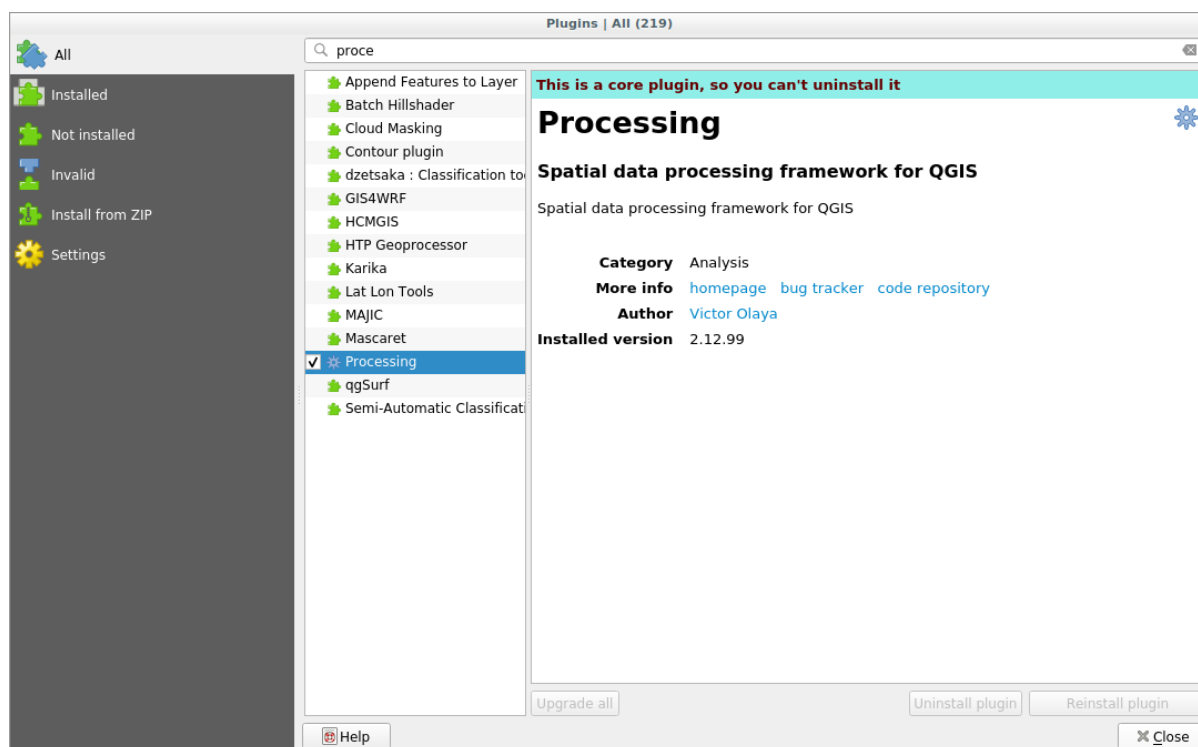 Plugins | All (219)
All
Installed
Not installed
Invalid
Install from ZIP
Settings
proce
Append Features to Layer
Batch Hillshader
Cloud Masking
Contour plugin
dzetsaka : Classification to
GIS4WRF
HCMGIS
HTP Geoprocessor
Karika
Lat Lon Tools
MAJIC
Mascaret
Processing
qgSurf
Semi-Automatic Classificati
This is a core plugin, so you can't uninstall it
Processing
Spatial data processing framework for QGIS
Spatial data processing framework for QGIS
Category Analysis
More info homepage bug tracker code repository
Author Victor Olaya
Installed version 2.12.99
Upgrade all Uninstall plugin Reinstall plugin
Help Close